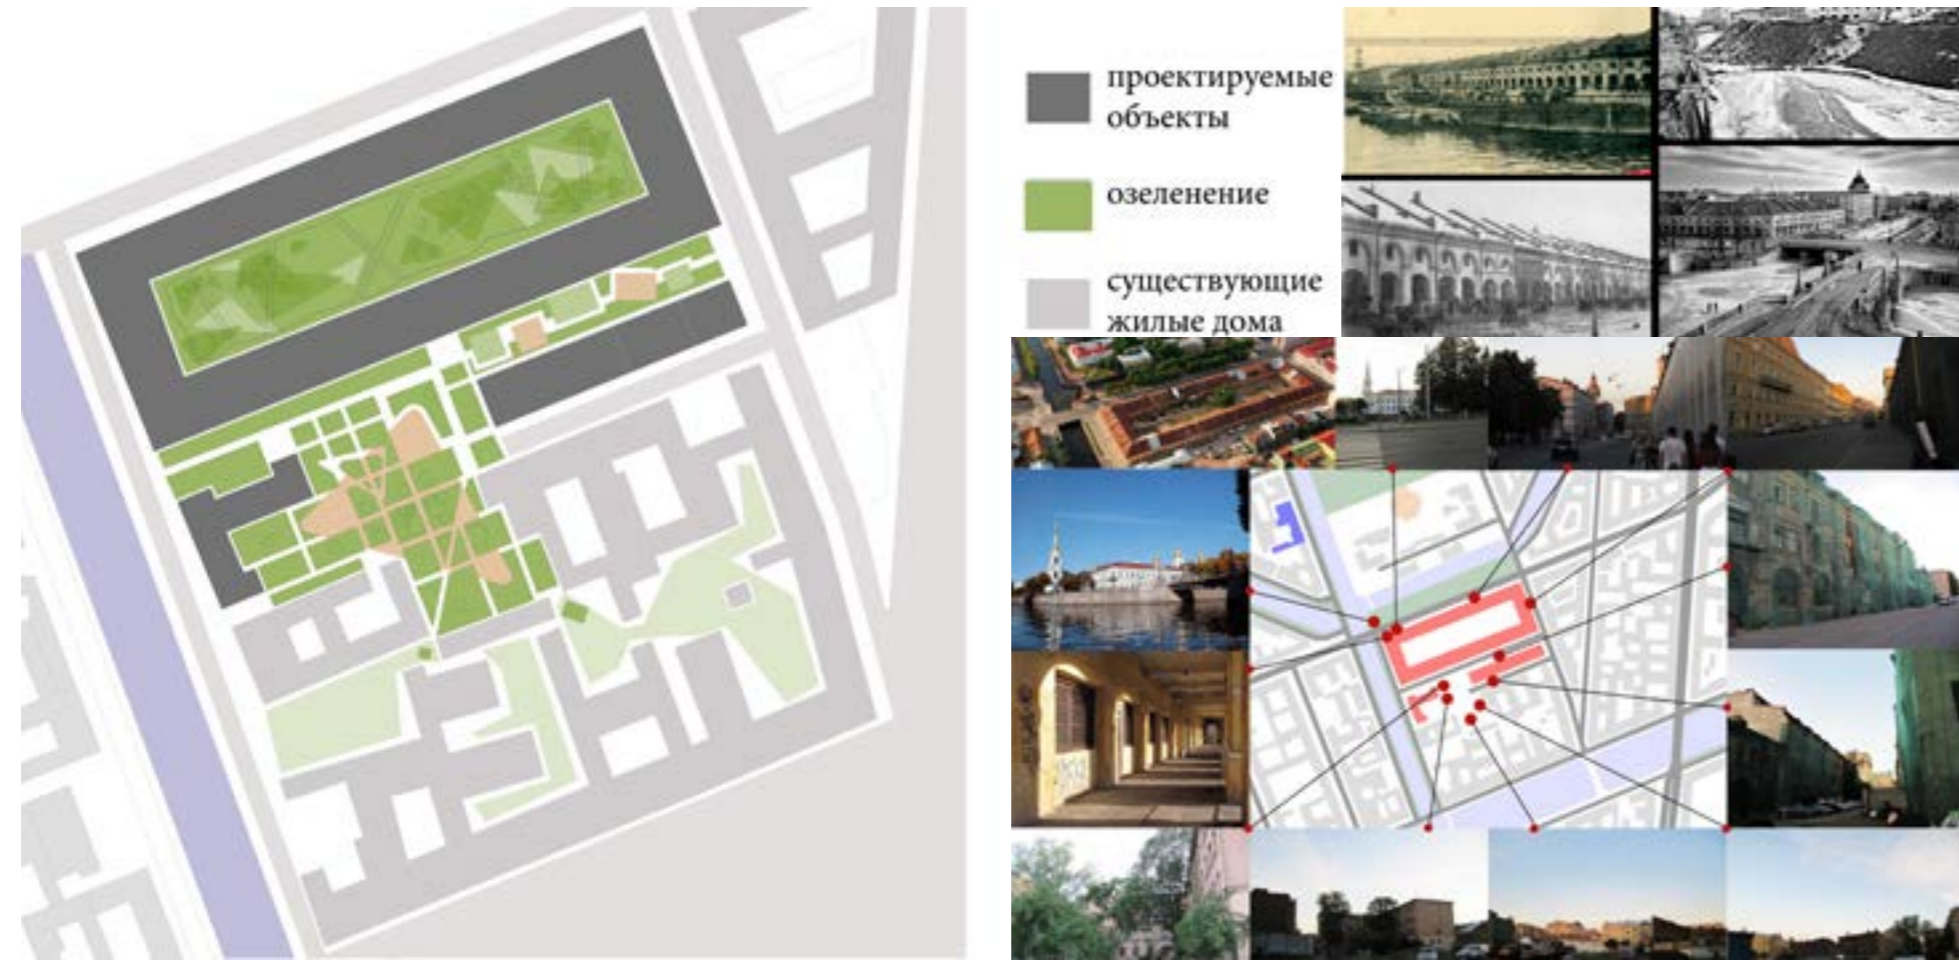 проектируемые
объекты
озеленение
существующие
жилые дома